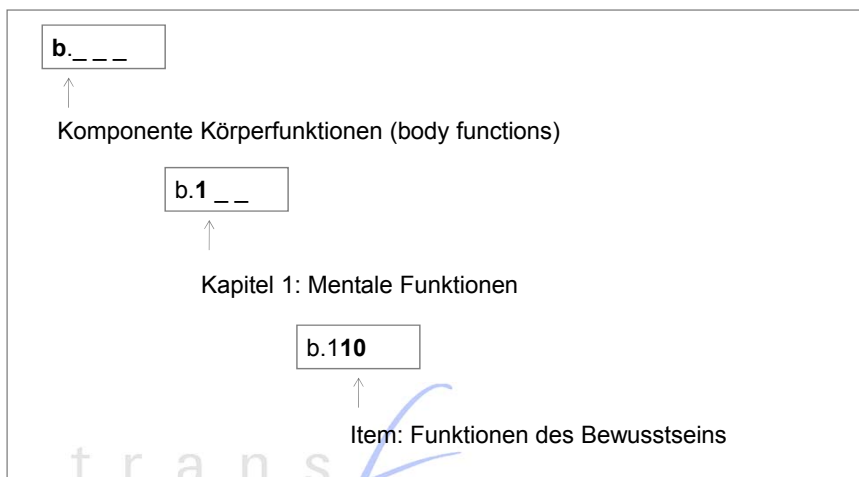 b._ _ _
Komponente Körperfunktionen (body functions)
b.1 _ _
Kapitel 1: Mentale Funktionen
b.110
Item: Funktionen des Bewusstseins
trans